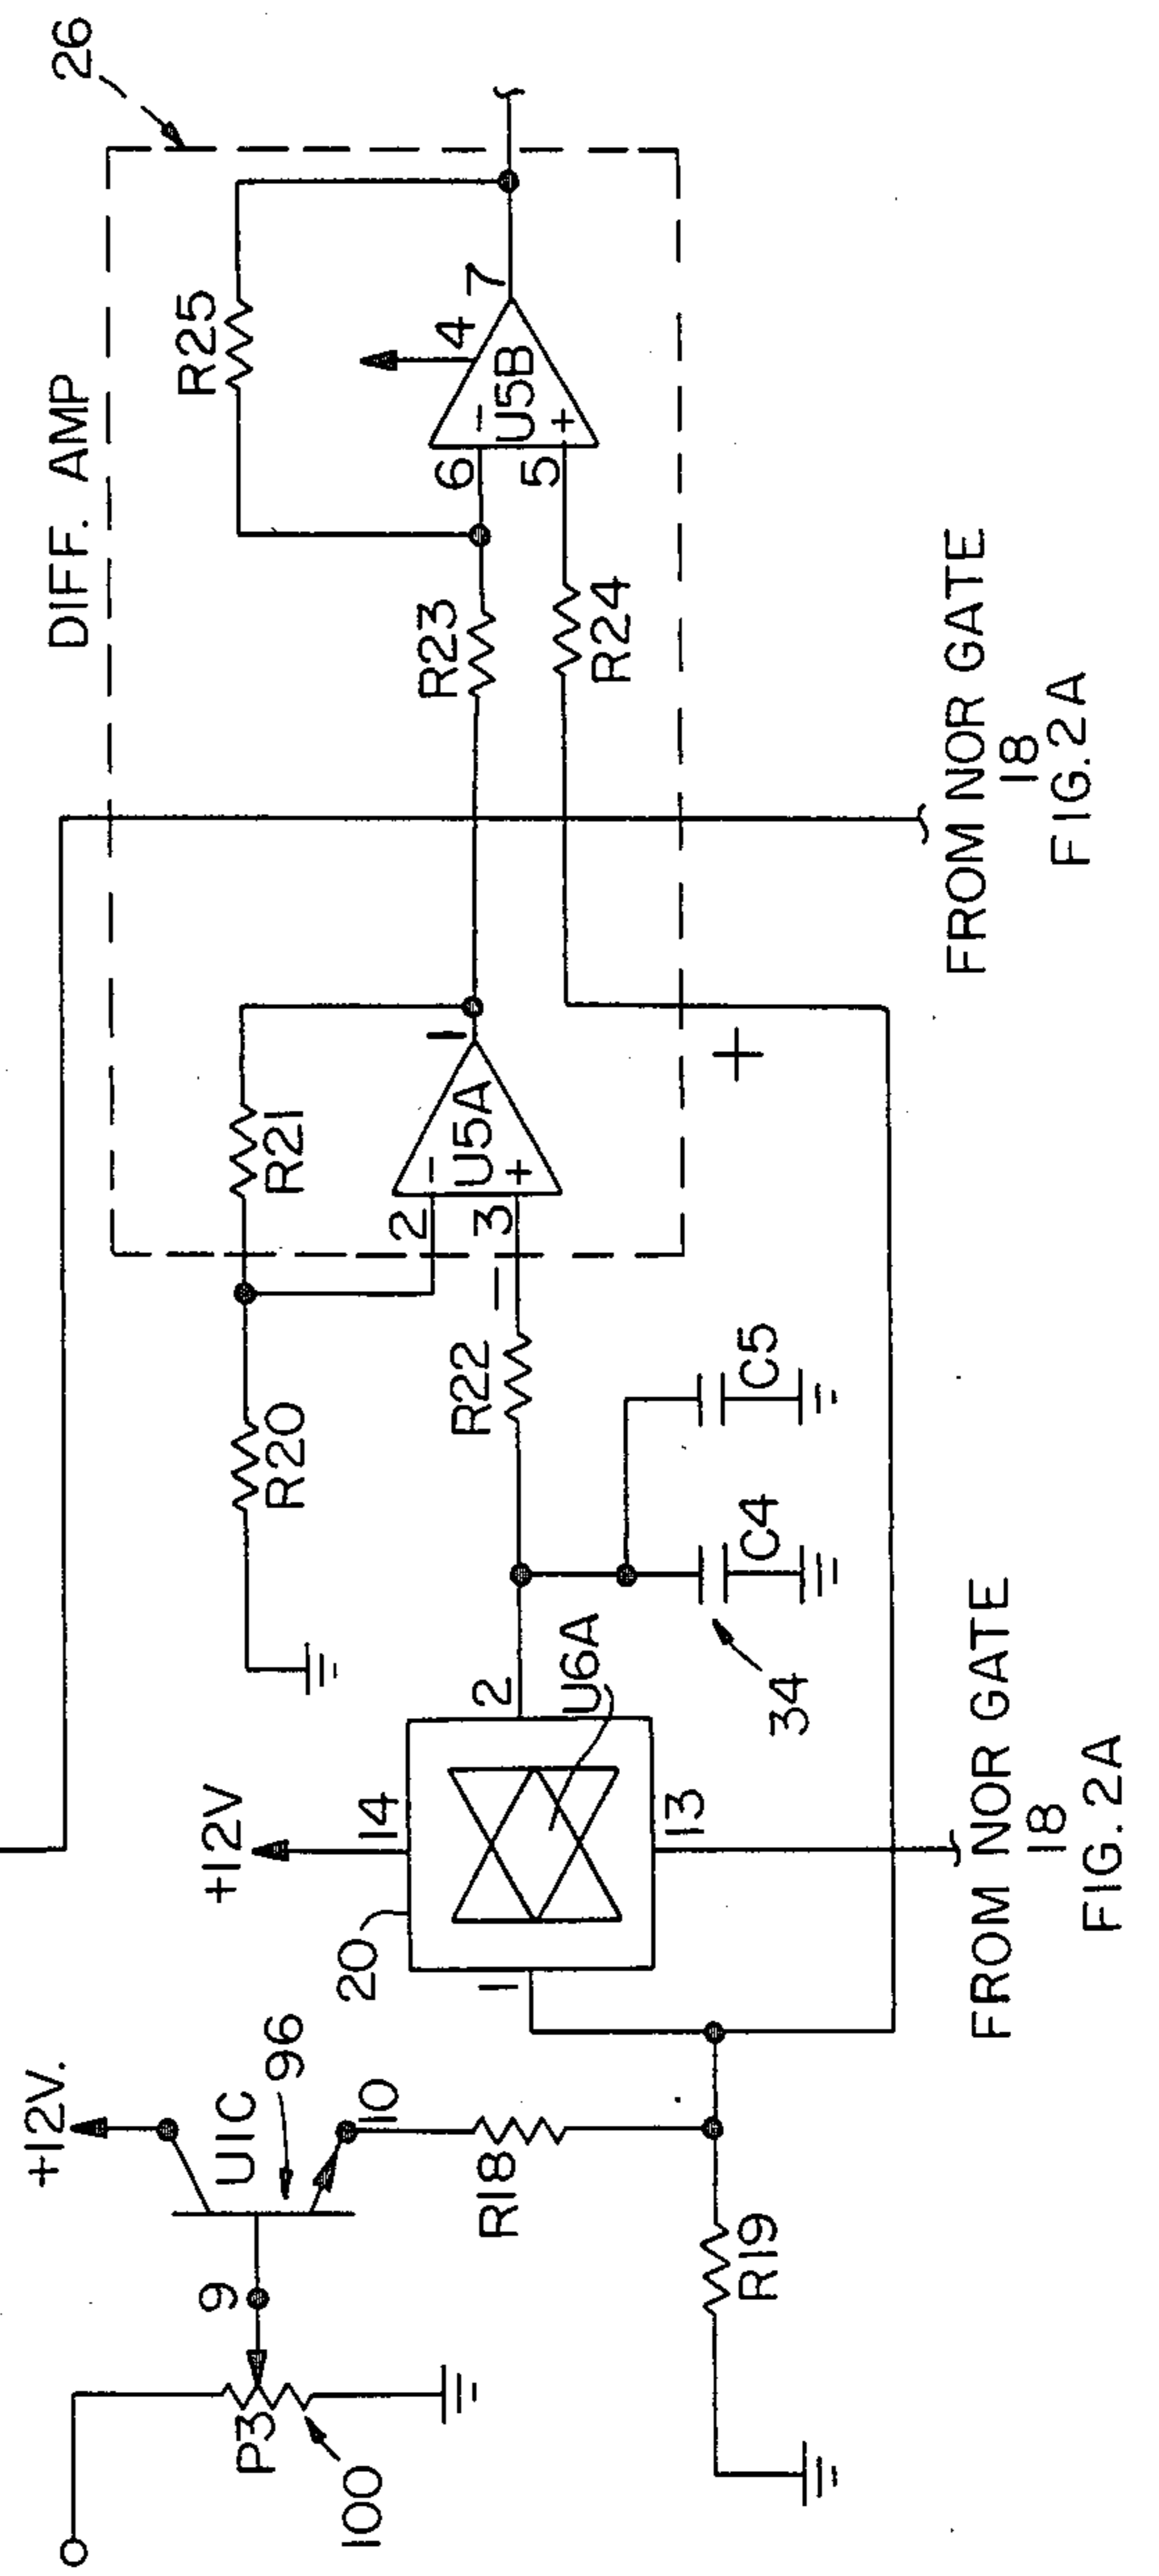 26
DIFF. AMP
R25
4
7
6
−
U5B
5
+
R23
R24
FROM NOR GATE
18
FIG. 2A
R21
1
2
−
U5A
3
+
−
+
R20
R22
C5
C4
34
+12V
14
2
U6A
20
1
13
FROM NOR GATE
18
FIG. 2A
+12V.
U1C
96
10
9
R18
R19
P3
100